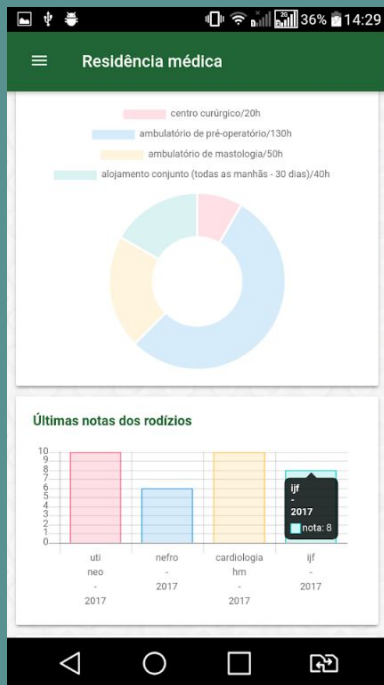 36% 14:29
Residência médica
centro curúrgico/20h
ambulatório de pré-operatório/130h
ambulatório de mastologia/50h
alojamento conjunto (todas as manhãs - 30 dias)/40h
Últimas notas dos rodízios
10
9
8
7
6
5
4
3
2
1
0
ijf
-
2017
nota: 8
uti
neo
-
2017
nefro
-
2017
cardiologia
hm
-
2017
ijf
-
2017